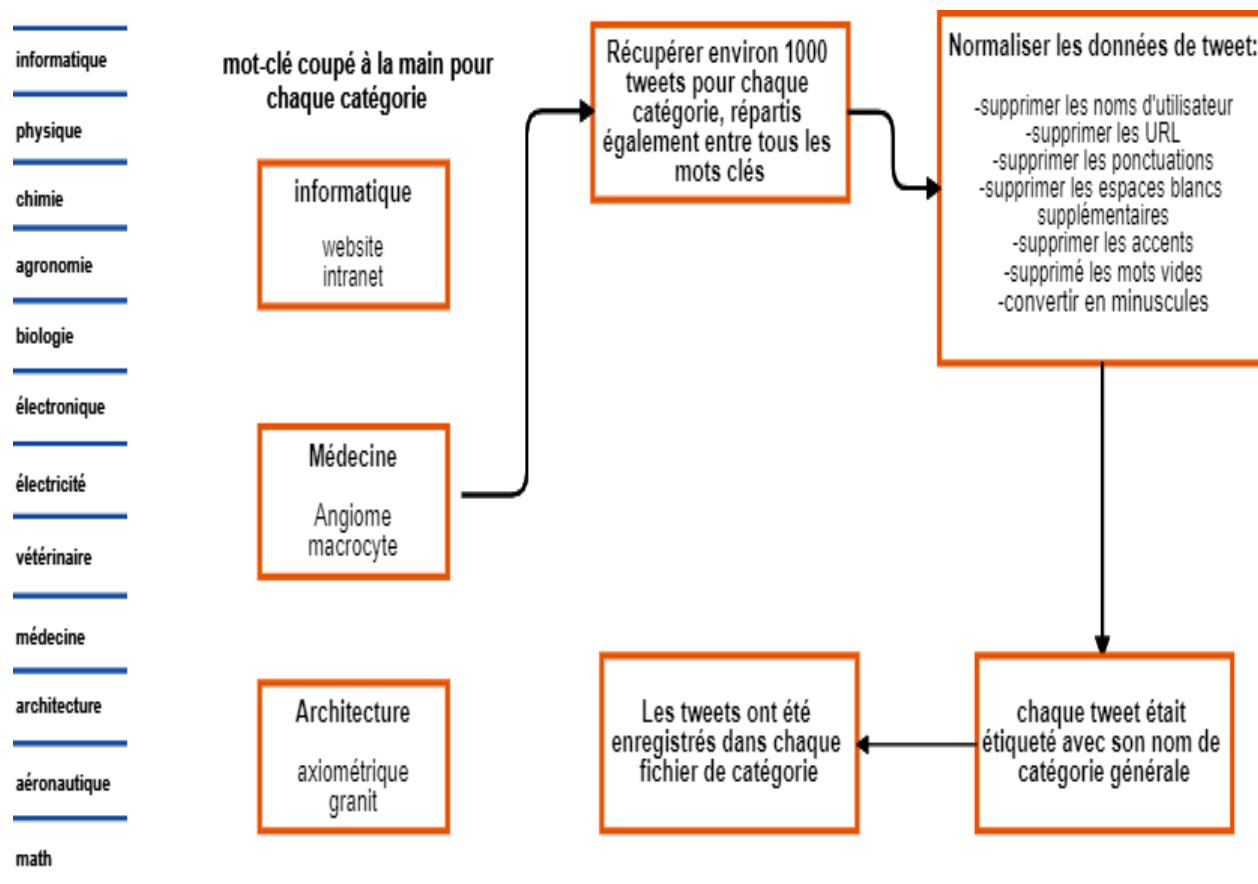 informatique
physique
chimie
agronomie
biologie
électronique
électricité
vétérinaire
médecine
architecture
aéronautique
math
mot-clé coupé à la main pour
chaque catégorie
informatique
website
intranet
Médecine
Angiome
macrocyte
Architecture
axiométrique
granit
Récupérer environ 1000
tweets pour chaque
catégorie, répartis
également entre tous les
mots clés
Normaliser les données de tweet:
-supprimer les noms d'utilisateur
-supprimer les URL
-supprimer les ponctuations
-supprimer les espaces blancs
supplémentaires
-supprimer les accents
-supprimé les mots vides
-convertir en minuscules
chaque tweet était
étiqueté avec son nom de
catégorie générale
Les tweets ont été
enregistrés dans chaque
fichier de catégorie